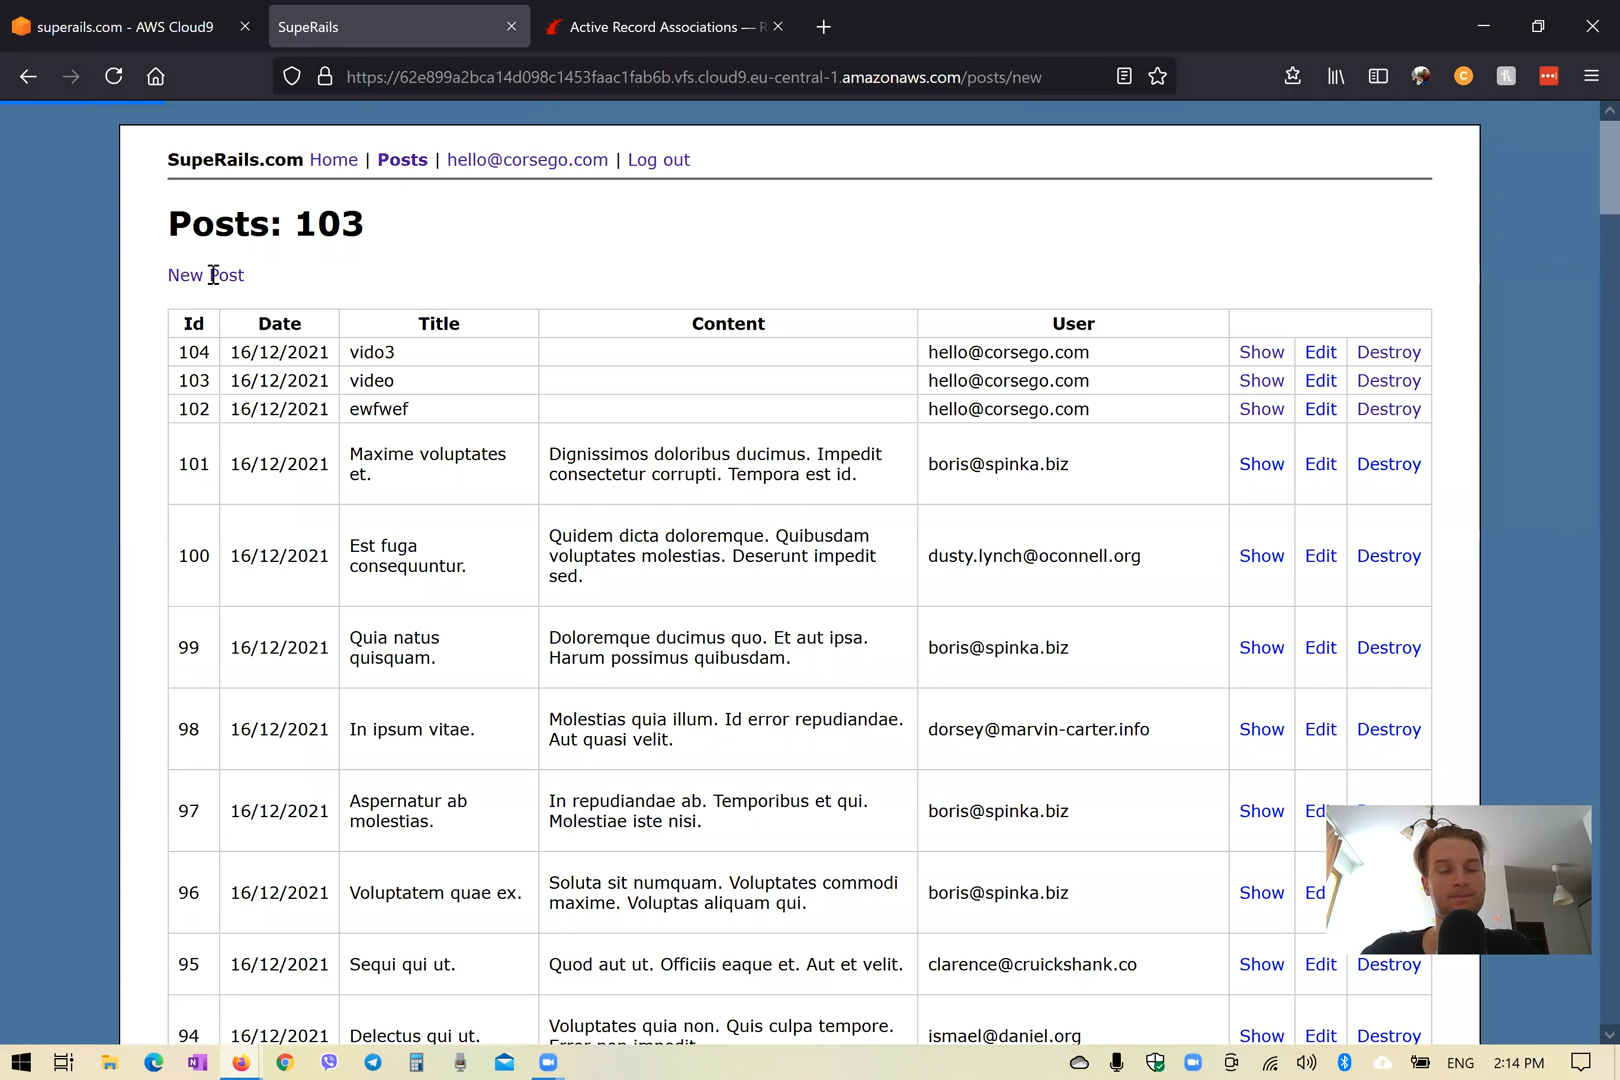 superails.com - AWS Cloud9
SupeRails
Active Record Associations —
https://62e899a2bca14d098c1453faac1fab6b.vfs.cloud9.eu-central-1.amazonaws.com/posts/new
SupeRails.com Home | Posts | hello@corsego.com | Log out
Posts: 103
New Post
Id Date Title Content User
104 16/12/2021 vido3 hello@corsego.com Show Edit Destroy
103 16/12/2021 video hello@corsego.com Show Edit Destroy
102 16/12/2021 ewfwef hello@corsego.com Show Edit Destroy
101 16/12/2021 Maxime voluptates
et.
Dignissimos doloribus ducimus. Impedit
consectetur corrupti. Tempora est id.
boris@spinka.biz Show Edit Destroy
100 16/12/2021 Est fuga
consequuntur.
Quidem dicta doloremque. Quibusdam
voluptates molestias. Deserunt impedit
sed.
dusty.lynch@oconnell.org Show Edit Destroy
99 16/12/2021 Quia natus
quisquam.
Doloremque ducimus quo. Et aut ipsa.
Harum possimus quibusdam.
boris@spinka.biz Show Edit Destroy
98 16/12/2021 In ipsum vitae.
Molestias quia illum. Id error repudiandae.
Aut quasi velit.
dorsey@marvin-carter.info Show Edit Destroy
97 16/12/2021 Aspernatur ab
molestias.
In repudiandae ab. Temporibus et qui.
Molestiae iste nisi.
boris@spinka.biz Show Ed
96 16/12/2021 Voluptatem quae ex.
Soluta sit numquam. Voluptates commodi
maxime. Voluptas aliquam qui.
boris@spinka.biz Show Ed
95 16/12/2021 Sequi qui ut. Quod aut ut. Officiis eaque et. Aut et velit. clarence@cruickshank.co Show Edit Destroy
94 16/12/2021 Delectus qui ut.
Voluptates quia non. Quis culpa tempore.
ismael@daniel.org Show Edit Destroy
ENG 2:14 PM